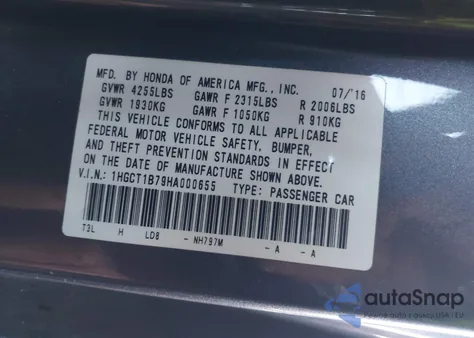 MFD. BY HONDA OF AMERICA MFG., INC. 07/'16
GVWR 4255LBS GAWR F 2315LBS R 2006LBS
GVWR 1930KG GAWR F 1050KG R 910KG
THIS VEHICLE CONFORMS TO ALL APPLICABLE
FEDERAL MOTOR VEHICLE SAFETY, BUMPER,
AND THEFT PREVENTION STANDARDS IN EFFECT
ON THE DATE OF MANUFACTURE SHOWN ABOVE.
V.I.N.: 1HGCT1B79HA000655 TYPE: PASSENGER CAR
T3L H LD8 - NH797M - A - A
autoSnap